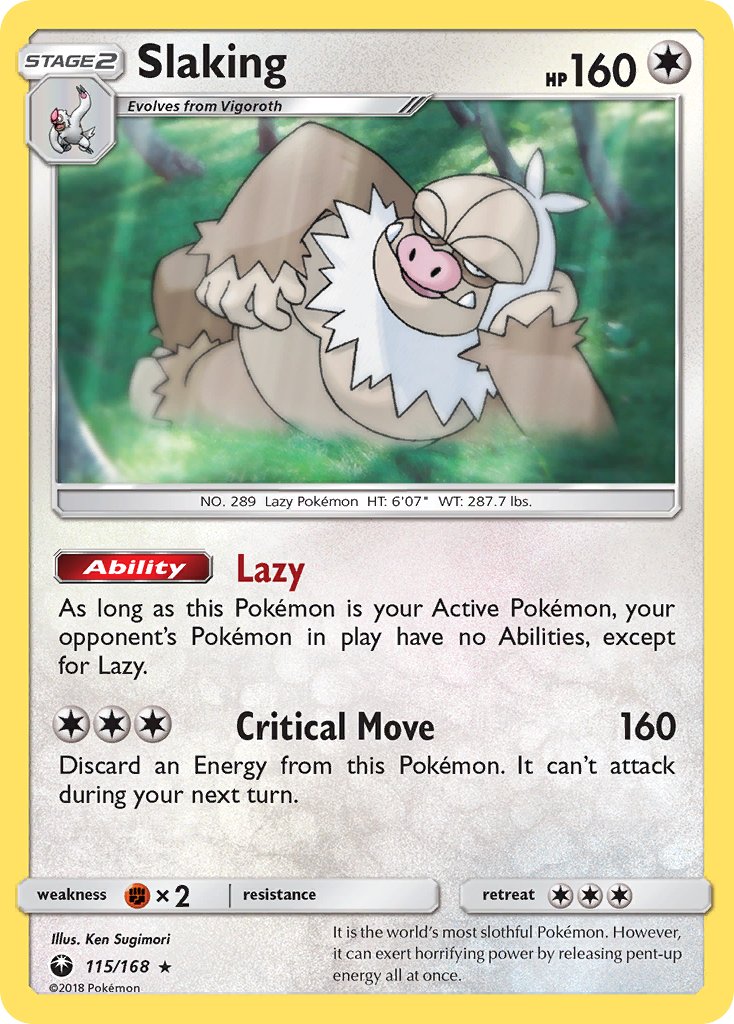 STAGE2
Slaking
HP 160
Evolves from Vigoroth
NO. 289 Lazy Pokémon HT: 6'07" WT: 287.7 lbs.
Ability Lazy
As long as this Pokémon is your Active Pokémon, your
opponent's Pokémon in play have no Abilities, except
for Lazy.
Critical Move 160
Discard an Energy from this Pokémon. It can't attack
during your next turn.
weakness ×2 resistance retreat
Illus. Ken Sugimori
115/168 ★
©2018 Pokémon
It is the world's most slothful Pokémon. However,
it can exert horrifying power by releasing pent-up
energy all at once.